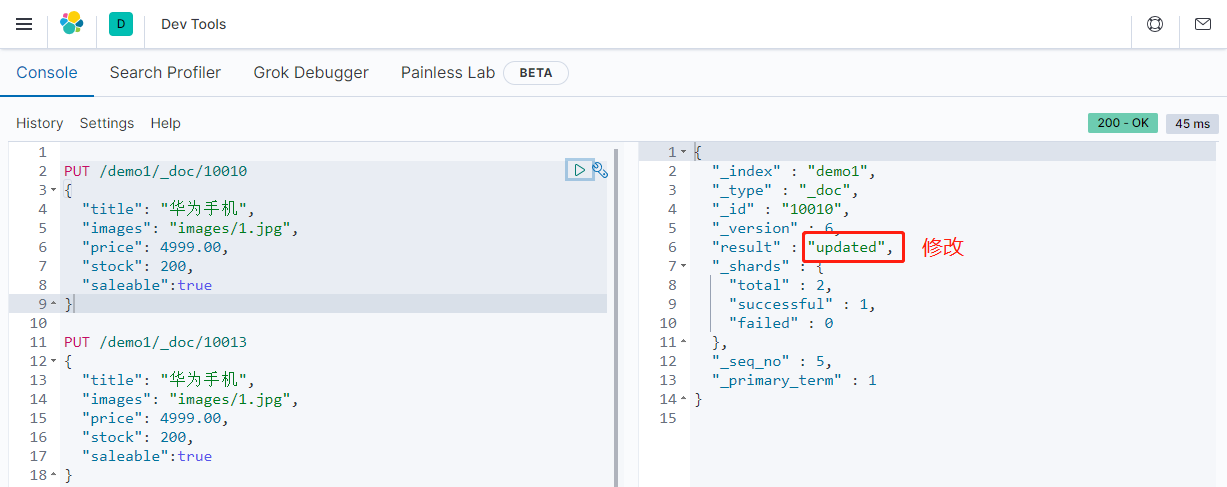 D Dev Tools
Console Search Profiler Grok Debugger Painless Lab BETA
History Settings Help 200 - OK 45 ms
1
2 PUT /demo1/_doc/10010
3 {
4 "title": "华为手机",
5 "images": "images/1.jpg",
6 "price": 4999.00,
7 "stock": 200,
8 "saleable":true
9 }
10
11 PUT /demo1/_doc/10013
12 {
13 "title": "华为手机",
14 "images": "images/1.jpg",
15 "price": 4999.00,
16 "stock": 200,
17 "saleable":true
18 }
1 {
2 "_index" : "demo1",
3 "_type" : "_doc",
4 "_id" : "10010",
5 "_version" : 6,
6 "result" : "updated", 修改
7 "_shards" : {
8 "total" : 2,
9 "successful" : 1,
10 "failed" : 0
11 },
12 "_seq_no" : 5,
13 "_primary_term" : 1
14 }
15